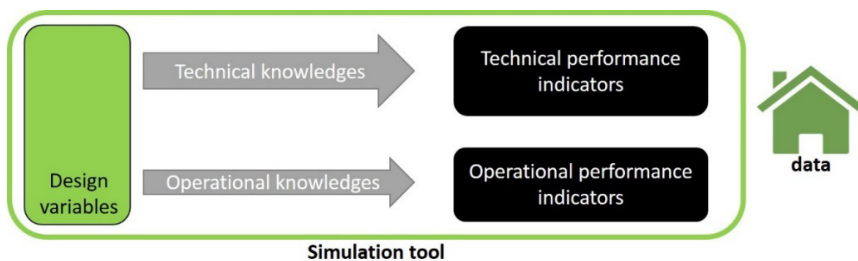 Technical knowledges
Technical performance
indicators
Design
variables
Operational knowledges
Operational performance
indicators
data
Simulation tool